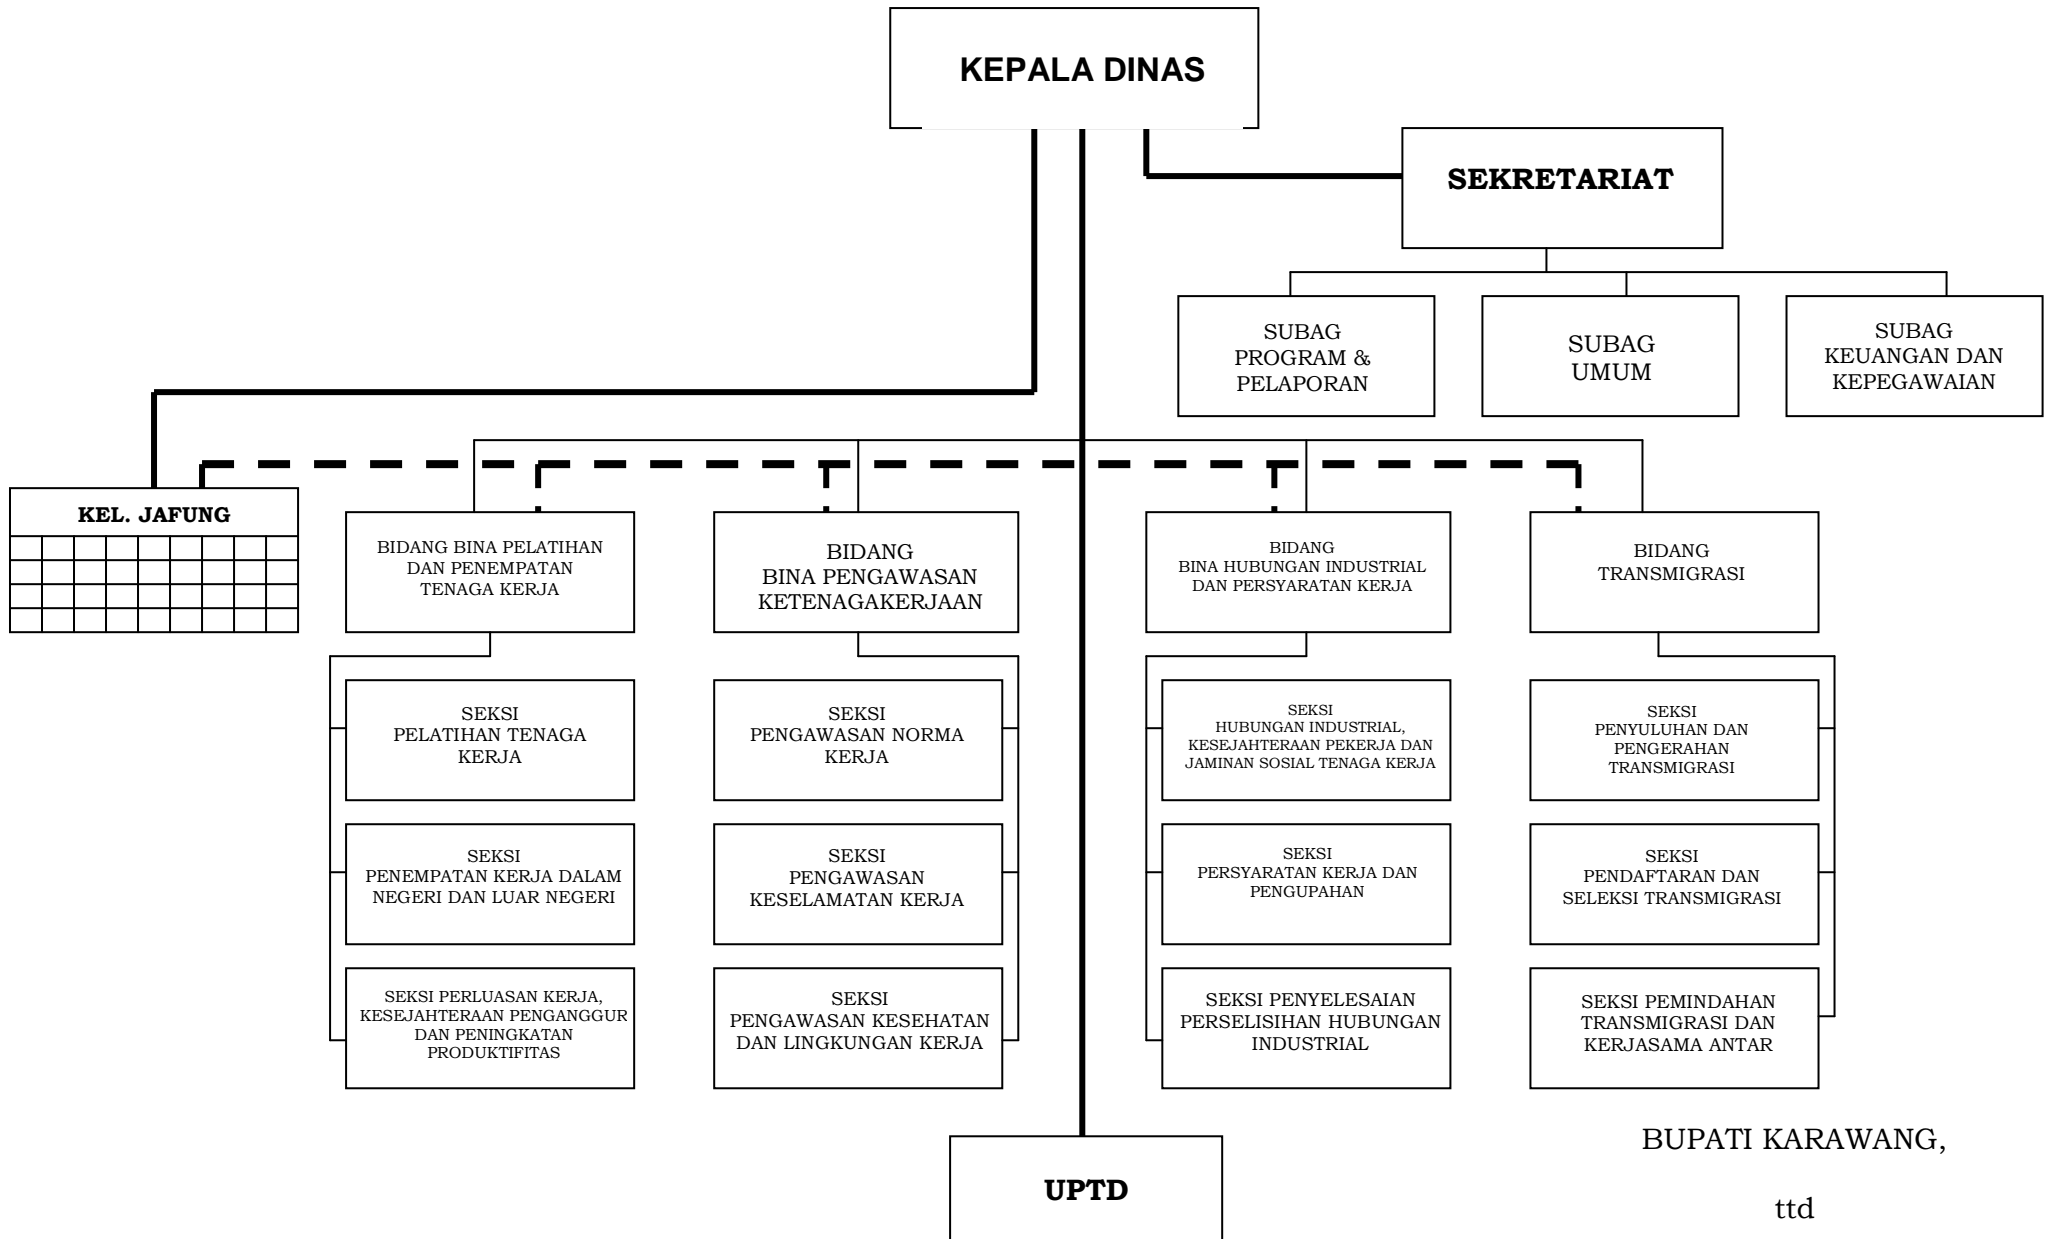 KEPALA DINAS
SEKRETARIAT
SUBAG
PROGRAM &
PELAPORAN
SUBAG
UMUM
SUBAG
KEUANGAN DAN
KEPEGAWAIAN
KEL. JAFUNG
BIDANG BINA PELATIHAN
DAN PENEMPATAN
TENAGA KERJA
BIDANG
BINA PENGAWASAN
KETENAGAKERJAAN
BIDANG
BINA HUBUNGAN INDUSTRIAL
DAN PERSYARATAN KERJA
BIDANG
TRANSMIGRASI
SEKSI
PELATIHAN TENAGA
KERJA
SEKSI
PENGAWASAN NORMA
KERJA
SEKSI
HUBUNGAN INDUSTRIAL,
KESEJAHTERAAN PEKERJA DAN
JAMINAN SOSIAL TENAGA KERJA
SEKSI
PENYULUHAN DAN
PENGERAHAN
TRANSMIGRASI
SEKSI
PENEMPATAN KERJA DALAM
NEGERI DAN LUAR NEGERI
SEKSI
PENGAWASAN
KESELAMATAN KERJA
SEKSI
PERSYARATAN KERJA DAN
PENGUPAHAN
SEKSI
PENDAFTARAN DAN
SELEKSI TRANSMIGRASI
SEKSI PERLUASAN KERJA,
KESEJAHTERAAN PENGANGGUR
DAN PENINGKATAN
PRODUKTIFITAS
SEKSI
PENGAWASAN KESEHATAN
DAN LINGKUNGAN KERJA
SEKSI PENYELESAIAN
PERSELISIHAN HUBUNGAN
INDUSTRIAL
SEKSI PEMINDAHAN
TRANSMIGRASI DAN
KERJASAMA ANTAR
UPTD
BUPATI KARAWANG,
ttd